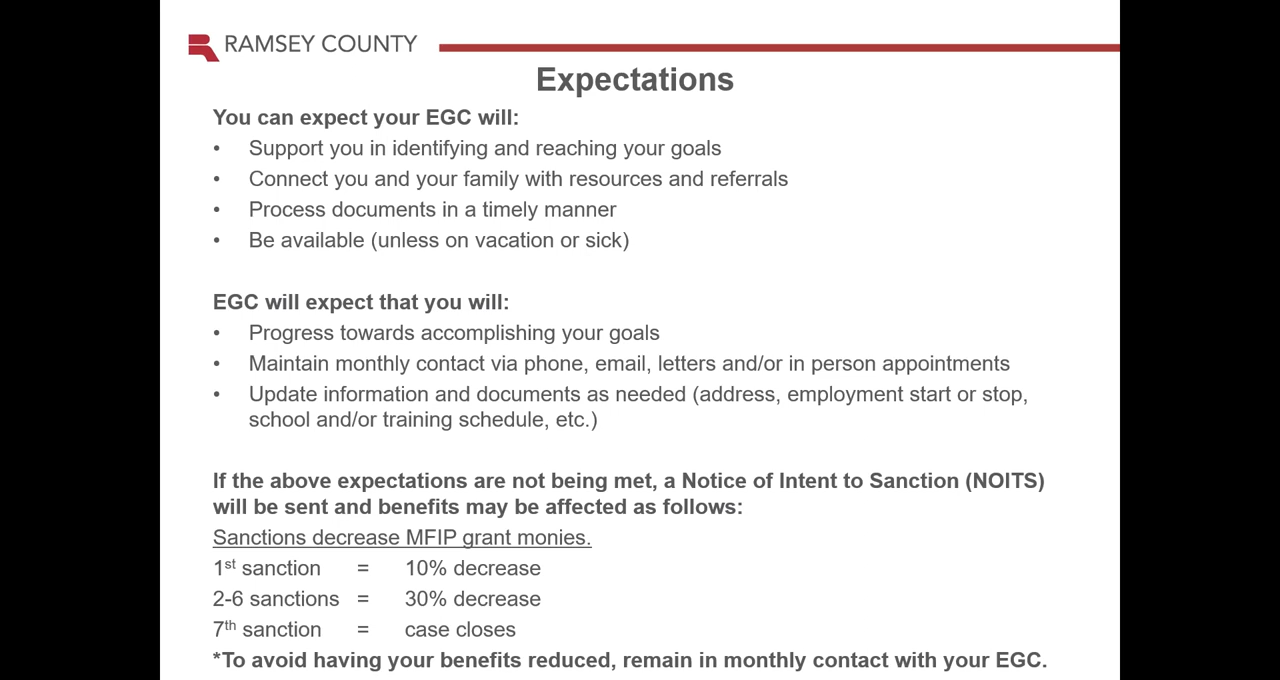 RAMSEY COUNTY
Expectations
You can expect your EGC will:
• Support you in identifying and reaching your goals
• Connect you and your family with resources and referrals
• Process documents in a timely manner
• Be available (unless on vacation or sick)
EGC will expect that you will:
• Progress towards accomplishing your goals
• Maintain monthly contact via phone, email, letters and/or in person appointments
• Update information and documents as needed (address, employment start or stop,
school and/or training schedule, etc.)
If the above expectations are not being met, a Notice of Intent to Sanction (NOITS)
will be sent and benefits may be affected as follows:
Sanctions decrease MFIP grant monies.
1st sanction = 10% decrease
2-6 sanctions = 30% decrease
7th sanction = case closes
*To avoid having your benefits reduced, remain in monthly contact with your EGC.